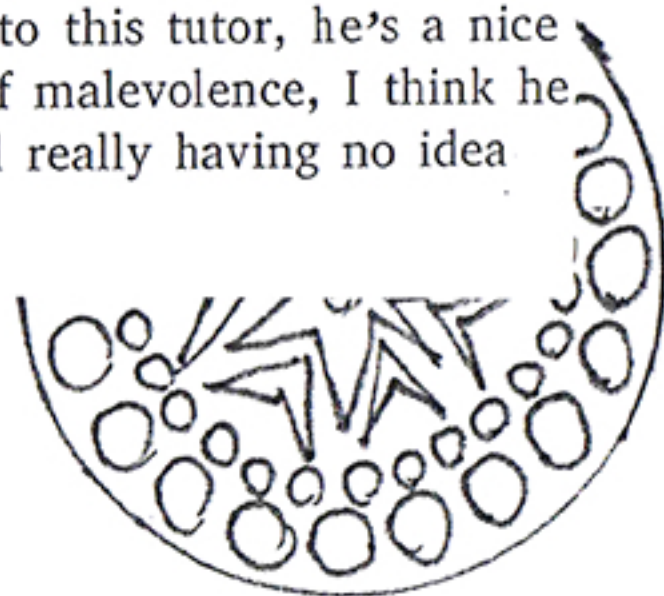 to this tutor, he's a nice
f malevolence, I think he
really having no idea